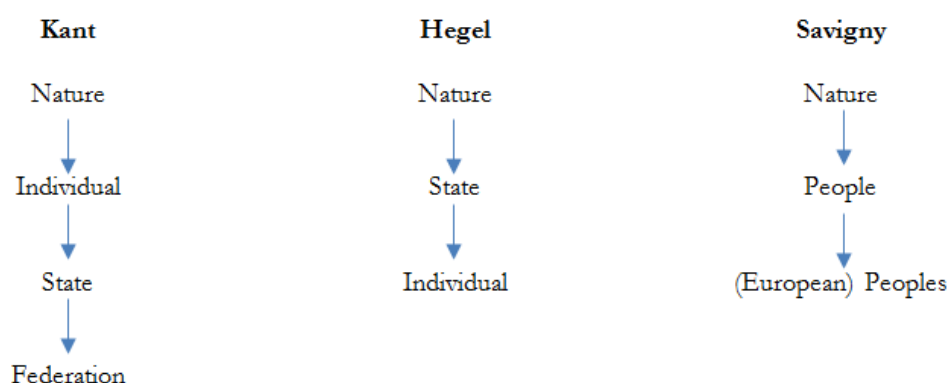 Kant Hegel Savigny
Nature Nature Nature
Individual State People
State Individual (European) Peoples
Federation